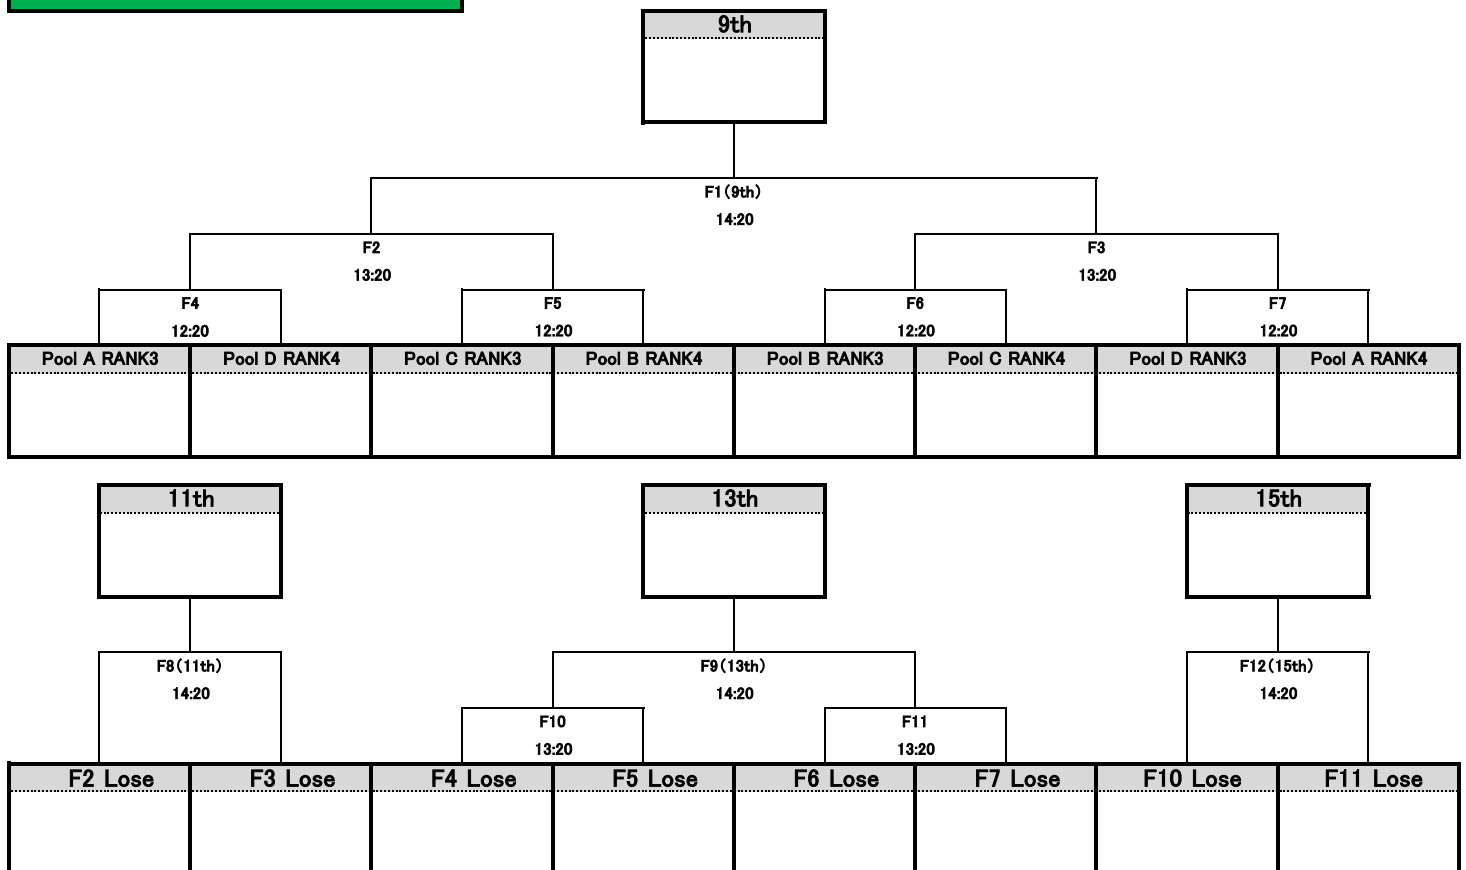 9th
F1（9th）
14:20
F2
F3
13:20
13:20
F4
F5
F6
F7
12:20
12:20
12:20
12:20
Pool A RANK3
Pool D RANK4
Pool C RANK3
Pool B RANK4
Pool B RANK3
Pool C RANK4
Pool D RANK3
Pool A RANK4
11th
13th
15th
F8（11th）
F9（13th）
F12（15th）
14:20
14:20
14:20
F10
F11
13:20
13:20
F2 Lose
F3 Lose
F4 Lose
F5 Lose
F6 Lose
F7 Lose
F10 Lose
F11 Lose